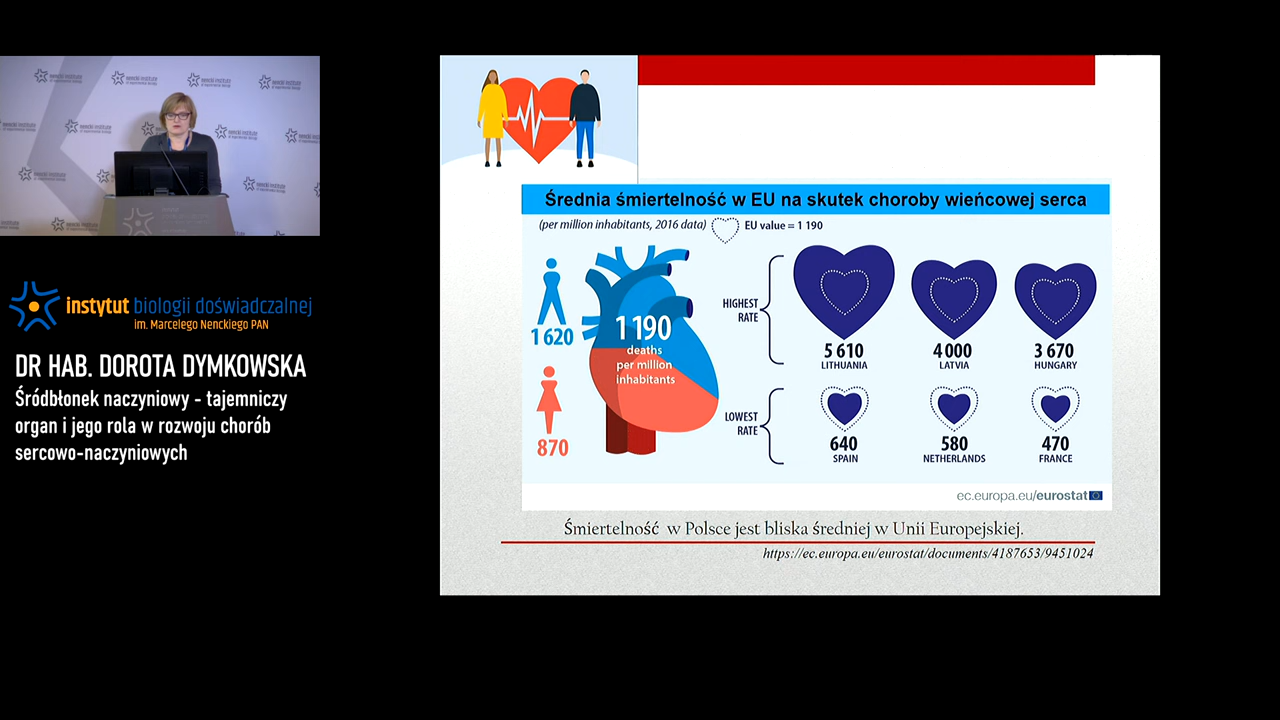 nencki institute
instytut biologii doświadczalnej
im. Marcelego Nenckiego PAN
DR HAB. DOROTA DYMKOWSKA
Śródbłonek naczyniowy - tajemniczy
organ i jego rola w rozwoju chorób
sercowo-naczyniowych
Średnia śmiertelność w EU na skutek choroby wieńcowej serca
(per million inhabitants, 2016 data) EU value = 1 190
1 620
870
1 190
deaths
per million
inhabitants
HIGHEST
RATE
5 610 4 000 3 670
LITHUANIA LATVIA HUNGARY
LOWEST
RATE
640 580 470
SPAIN NETHERLANDS FRANCE
ec.europa.eu/eurostat
Śmiertelność w Polsce jest bliska średniej w Unii Europejskiej.
https://ec.europa.eu/eurostat/documents/4187653/9451024